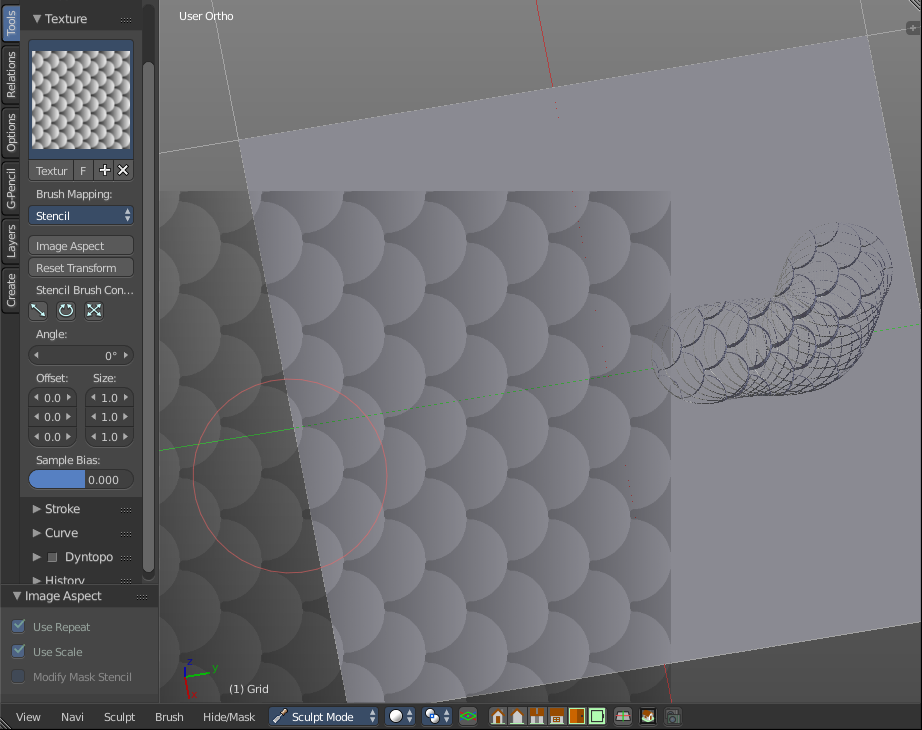 User Ortho
Tools
Relations
Options
G-Pencil
Layers
Create
Texture
Textur F
Brush Mapping:
Stencil
Image Aspect
Reset Transform
Stencil Brush Con...
Angle:
0°
Offset: Size:
0.0 1.0
0.0 1.0
0.0 1.0
Sample Bias:
0.000
Stroke
Curve
Dyntopo
History
Image Aspect
Use Repeat
Use Scale
Modify Mask Stencil
z
y
(1) Grid
View Navi Sculpt Brush Hide/Mask Sculpt Mode